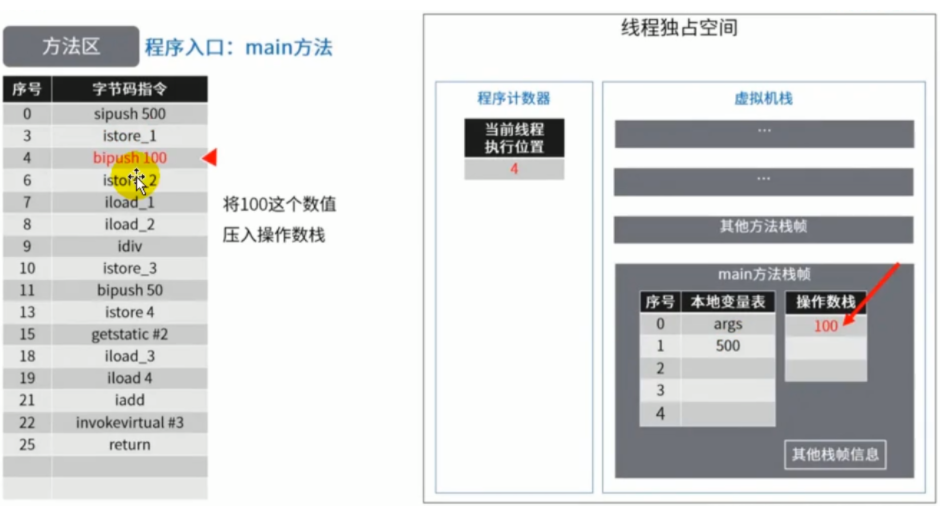 方法区 程序入口：main方法
序号 字节码指令
0 sipush 500
3 istore_1
4 bipush 100
6 istore_2
7 iload_1
8 iload_2
9 idiv
10 istore_3
11 bipush 50
13 istore 4
15 getstatic #2
18 iload_3
19 iload 4
21 iadd
22 invokevirtual #3
25 return
将100这个数值
压入操作数栈
线程独占空间
程序计数器
当前线程
执行位置
4
虚拟机栈
...
...
其他方法栈帧
main方法栈帧
序号 本地变量表 操作数栈
0 args 100
1 500
2
3
4
其他栈帧信息